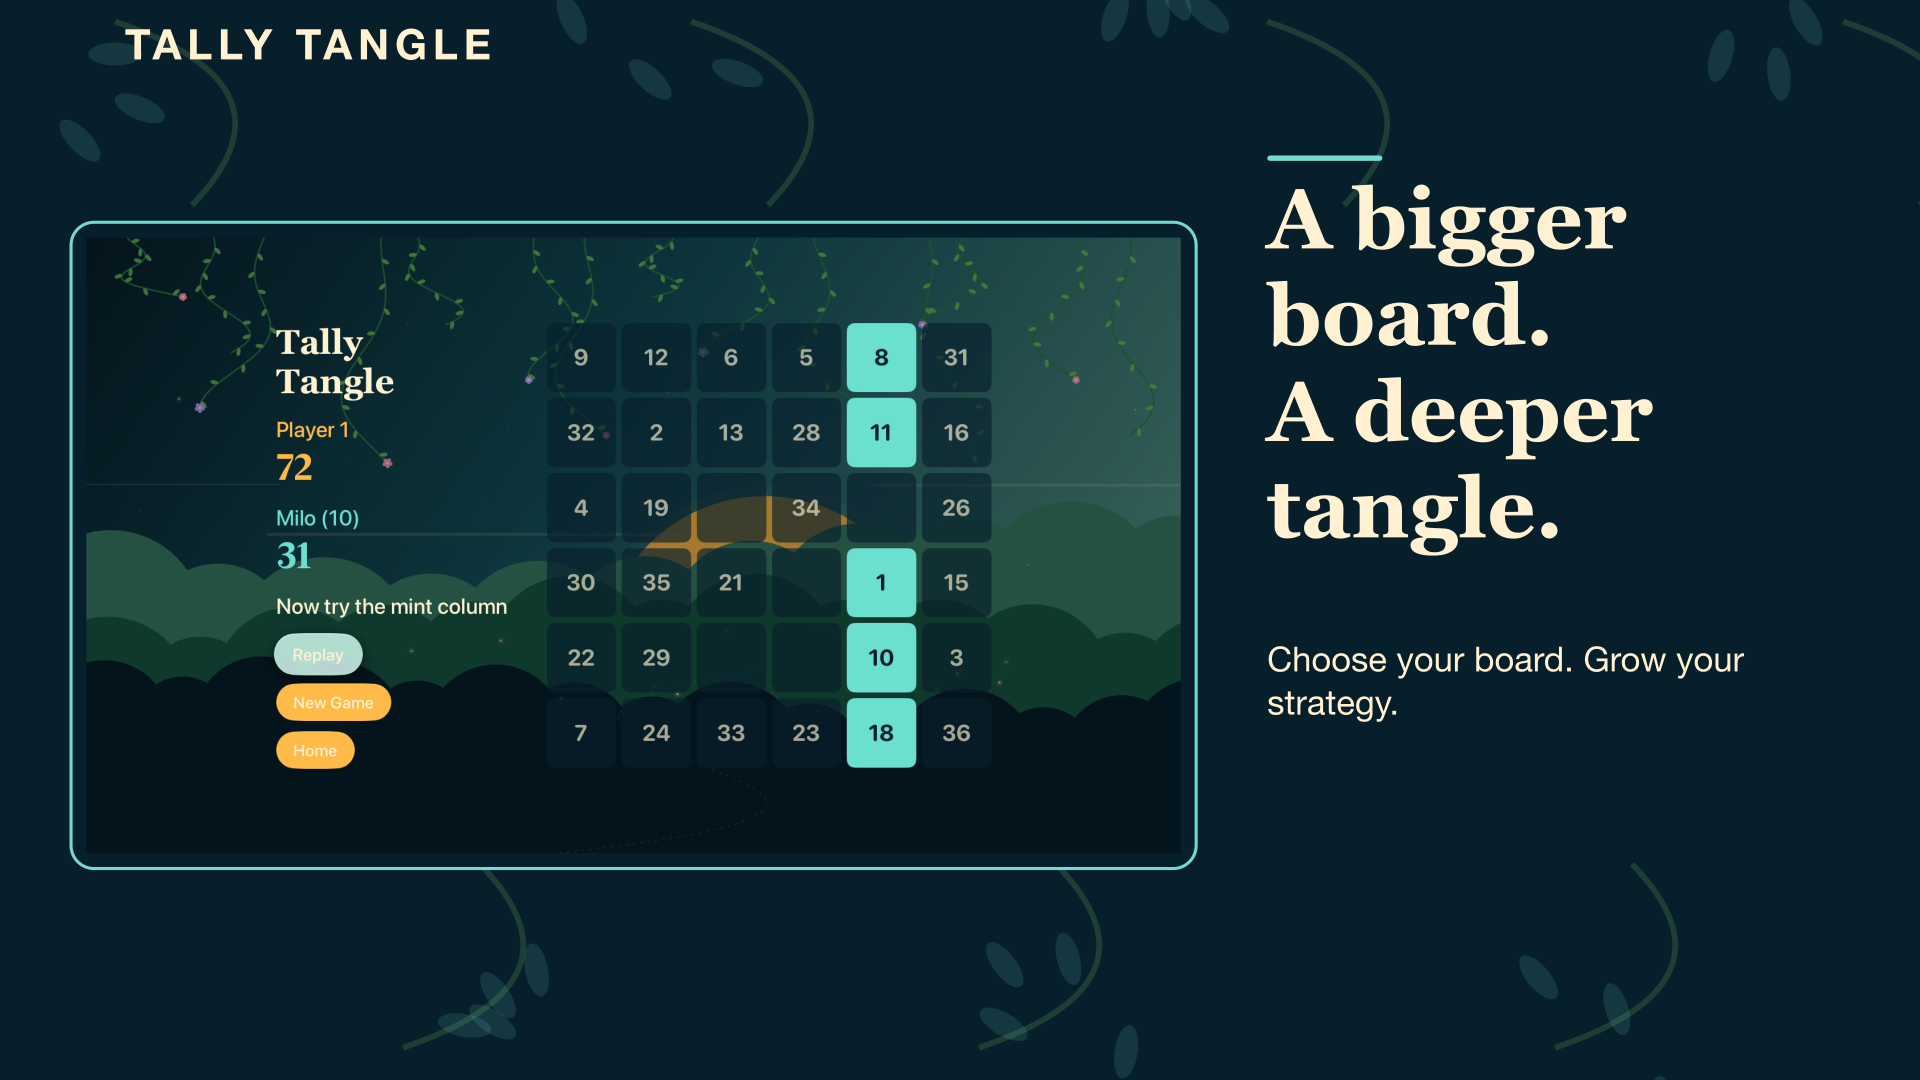 TALLY TANGLE
Tally
Tangle
Player 1
72
Milo (10)
31
Now try the mint column
Replay
New Game
Home
9 12 6 5 8 31
32 2 13 28 11 16
4 19 34 26
30 35 21 1 15
22 29 10 3
7 24 33 23 18 36
A bigger
board.
A deeper
tangle.
Choose your board. Grow your
strategy.